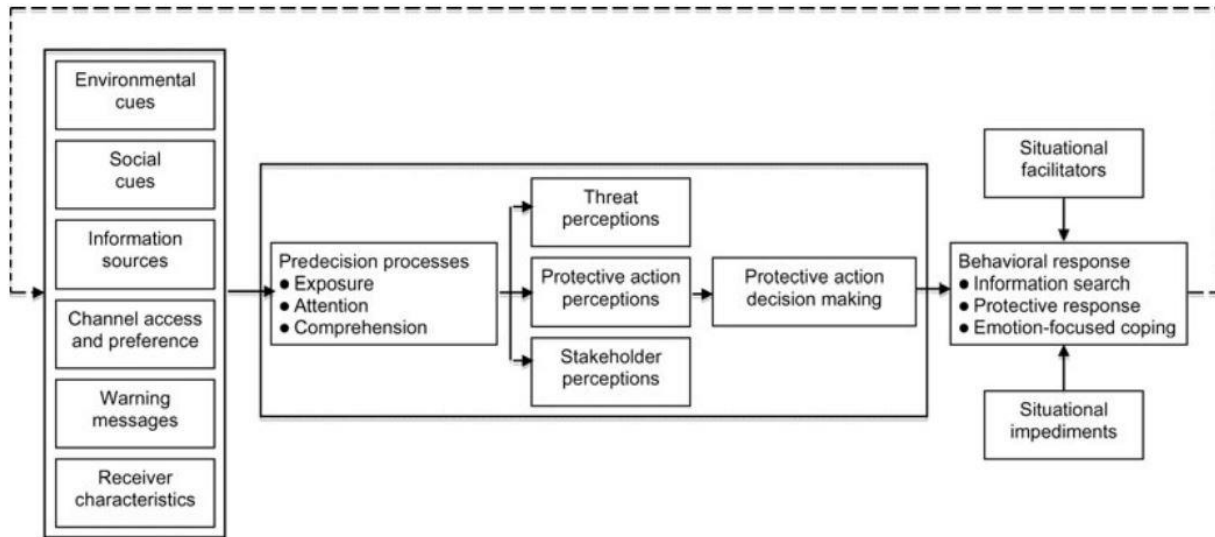 Environmental
cues
Social
cues
Information
sources
Channel access
and preference
Warning
messages
Receiver
characteristics
Predecision processes
● Exposure
● Attention
● Comprehension
Threat
perceptions
Protective action
perceptions
Stakeholder
perceptions
Protective action
decision making
Situational
facilitators
Behavioral response
● Information search
● Protective response
● Emotion-focused coping
Situational
impediments